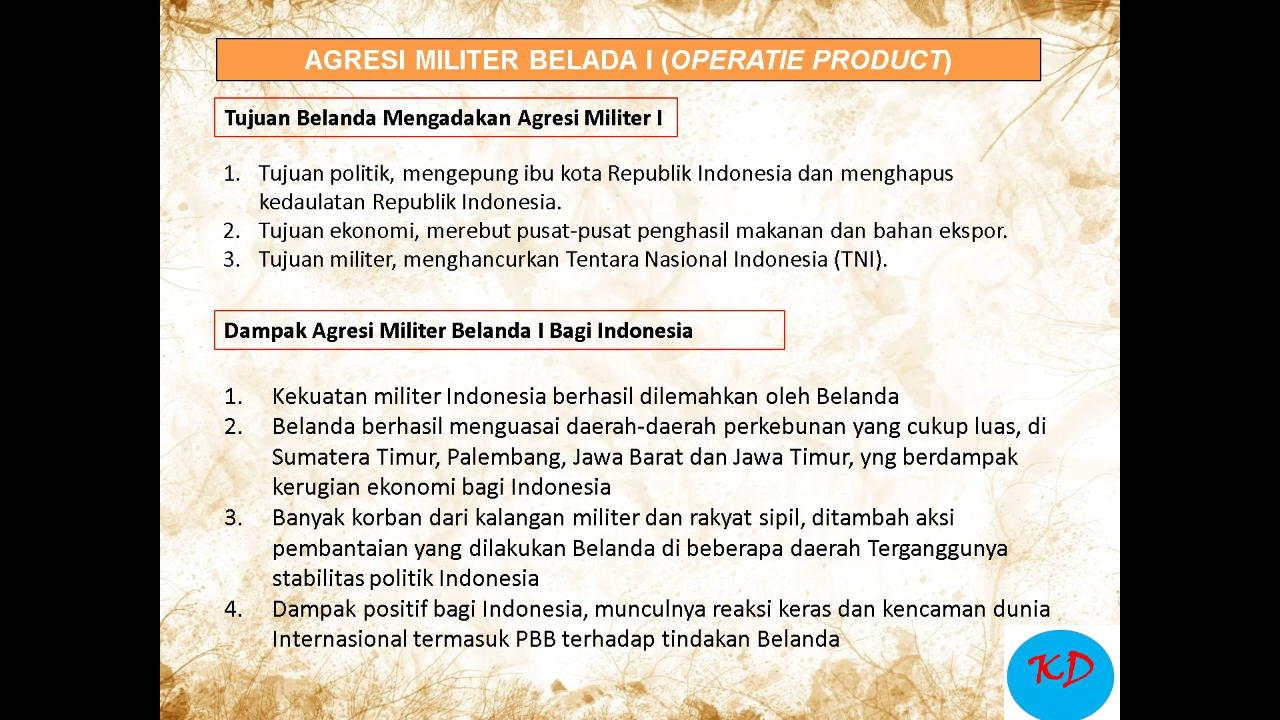 AGRESI MILITER BELADA I (OPERATIE PRODUCT)
Tujuan Belanda Mengadakan Agresi Militer I
1. Tujuan politik, mengepung ibu kota Republik Indonesia dan menghapus
kedaulatan Republik Indonesia.
2. Tujuan ekonomi, merebut pusat-pusat penghasil makanan dan bahan ekspor.
3. Tujuan militer, menghancurkan Tentara Nasional Indonesia (TNI).
Dampak Agresi Militer Belanda I Bagi Indonesia
1. Kekuatan militer Indonesia berhasil dilemahkan oleh Belanda
2. Belanda berhasil menguasai daerah-daerah perkebunan yang cukup luas, di
Sumatera Timur, Palembang, Jawa Barat dan Jawa Timur, yng berdampak
kerugian ekonomi bagi Indonesia
3. Banyak korban dari kalangan militer dan rakyat sipil, ditambah aksi
pembantaian yang dilakukan Belanda di beberapa daerah Terganggunya
stabilitas politik Indonesia
4. Dampak positif bagi Indonesia, munculnya reaksi keras dan kencaman dunia
Internasional termasuk PBB terhadap tindakan Belanda
KD